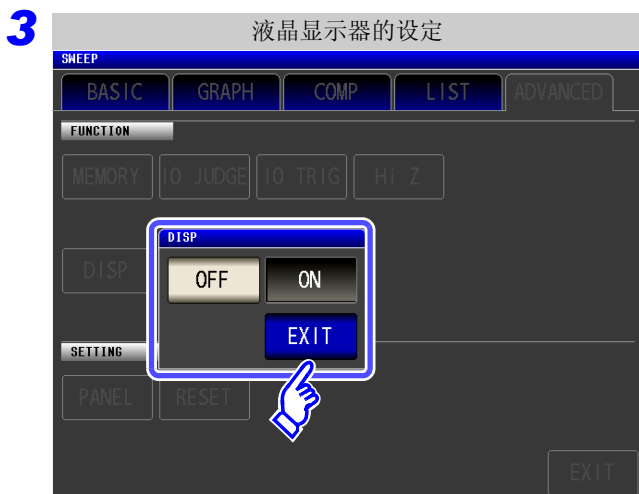 3
液晶显示器的设定
SWEEP
BASIC GRAPH COMP LIST ADVANCED
FUNCTION
MEMORY IO JUDGE IO TRIG Hi Z
DISP
DISP
OFF ON
EXIT
SETTING
PANEL RESET
EXIT